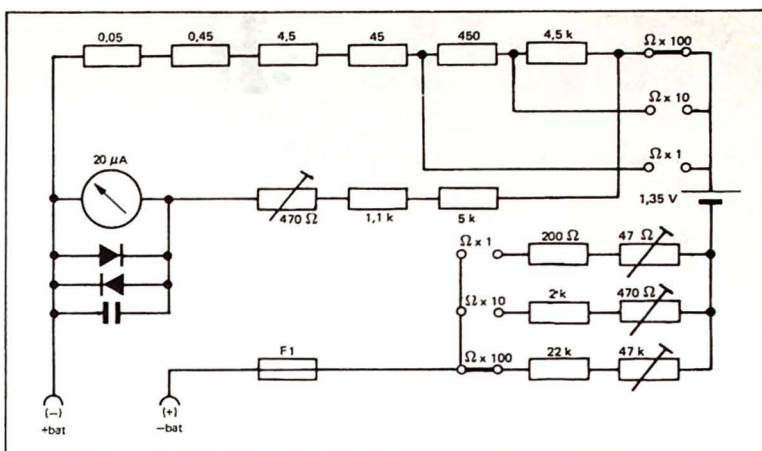 0,05 0,45 4,5 45 450 4,5 k Ω x 100
Ω x 10
20 μA
Ω x 1
1,35 V
470 Ω 1,1 k 5 k
Ω x 1 200 Ω 47 Ω
Ω x 10 2k 470 Ω
F1 Ω x 100 22 k 47 k
(−) (+)
+bat −bat